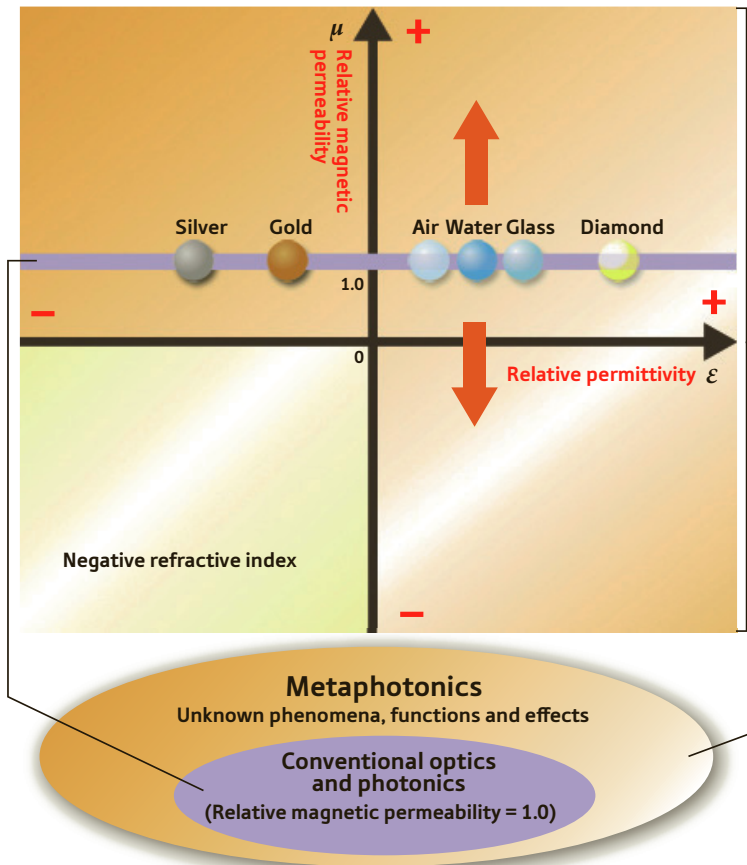 μ
+
Relative magnetic
permeability
Silver
Gold
Air Water Glass
Diamond
1.0
−
+
0
Relative permittivity ε
Negative refractive index
−
Metaphotonics
Unknown phenomena, functions and effects
Conventional optics
and photonics
(Relative magnetic permeability = 1.0)